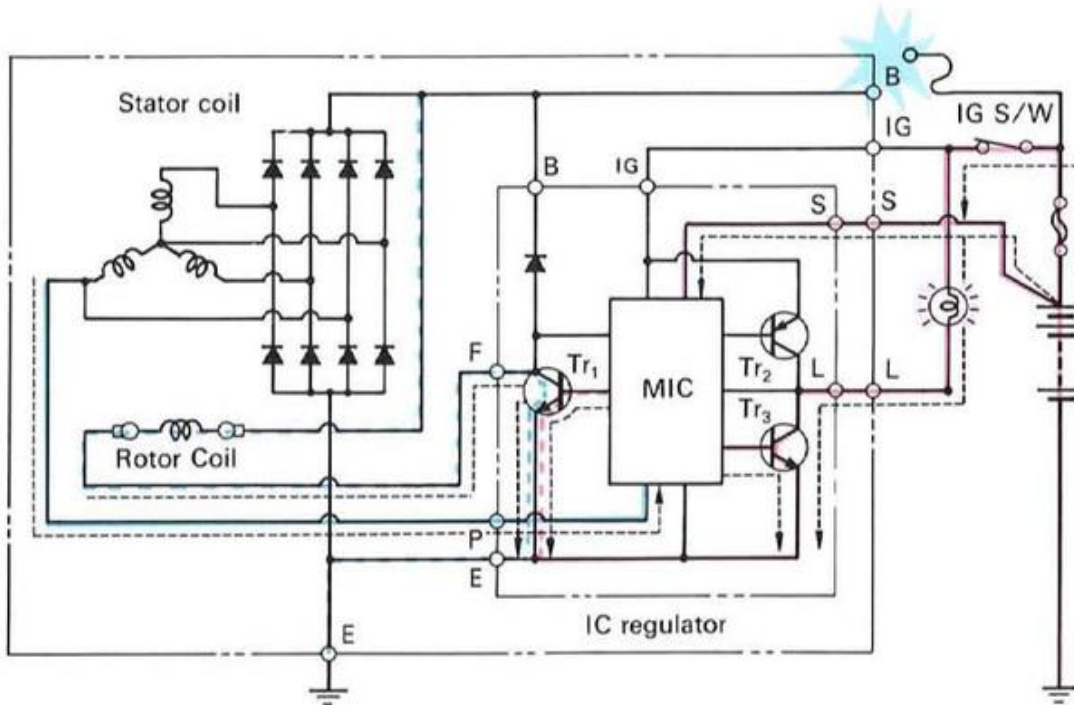 B
IG S/W
Stator coil
IG
B
IG
S
S
F
Tr1
Tr2
L
L
MIC
Tr3
Rotor Coil
P
E
IC regulator
E